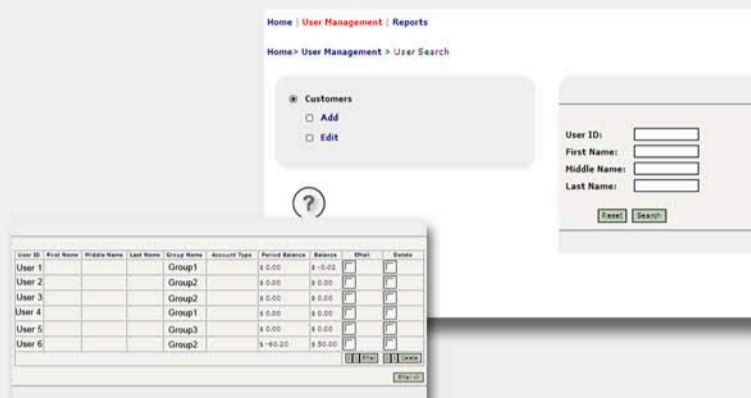 Home | User Management | Reports
Home> User Management > User Search
Customers
Add
Edit
User ID:
First Name:
Middle Name:
Last Name:
Reset Search
?
User ID First Name Middle Name Last Name Group Name Account Type Period Balance Balance EMail Delete
User 1 Group1 $ 0.00 $ -0.02
User 2 Group2 $ 0.00 $ 0.00
User 3 Group2 $ 0.00 $ 0.00
User 4 Group1 $ 0.00 $ 0.00
User 5 Group3 $ 0.00 $ 0.00
User 6 Group2 $ -60.20 $ 50.00
EMail Delete